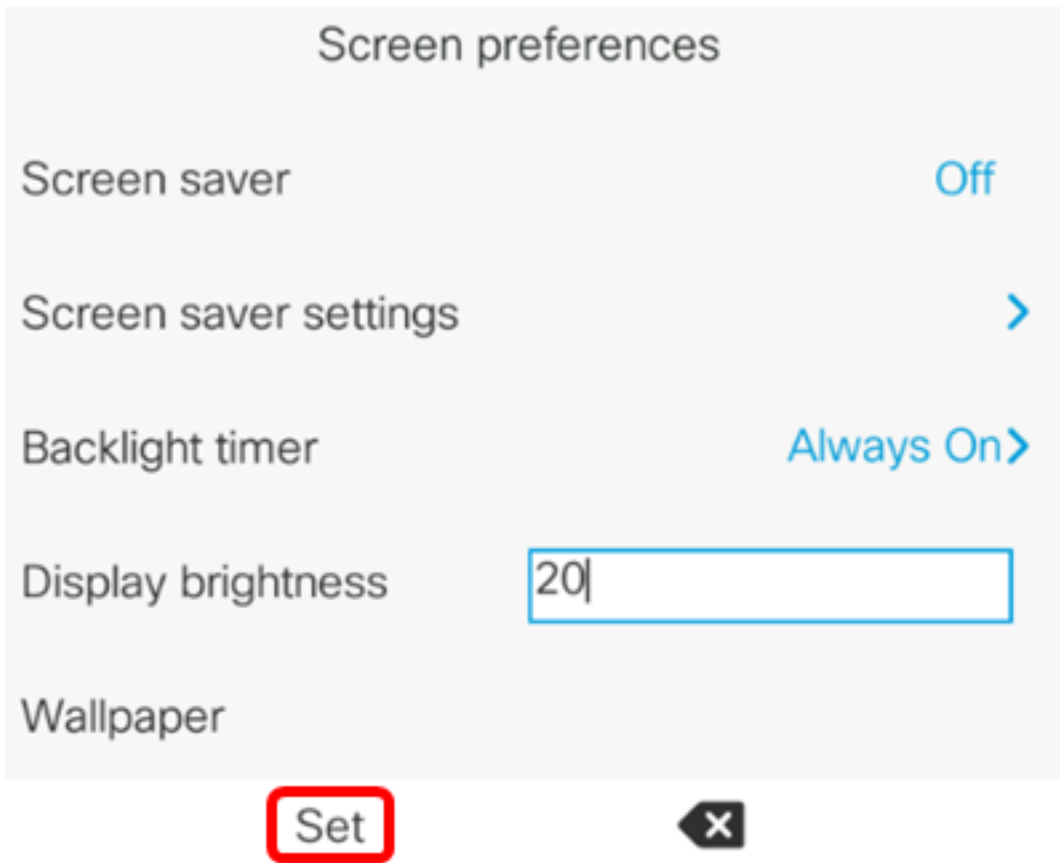 Screen preferences
Screen saver Off
Screen saver settings
Backlight timer Always On
Display brightness 20
Wallpaper
Set